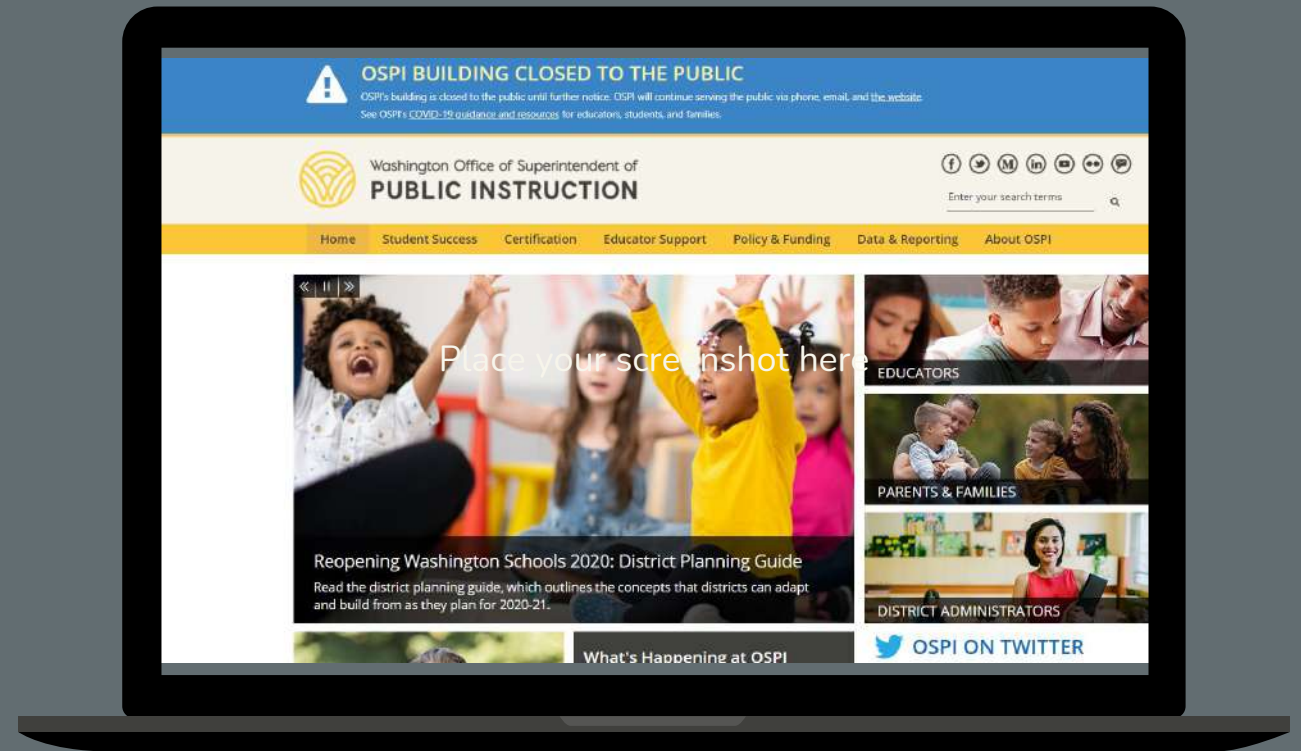 OSPI BUILDING CLOSED TO THE PUBLIC
OSPI's building is closed to the public until further notice. OSPI will continue serving the public via phone, email, and the website.
See OSPI's COVID-19 guidance and resources for educators, students, and families.
Washington Office of Superintendent of
PUBLIC INSTRUCTION
Enter your search terms
Home Student Success Certification Educator Support Policy & Funding Data & Reporting About OSPI
Place your screenshot here
EDUCATORS
PARENTS & FAMILIES
Reopening Washington Schools 2020: District Planning Guide
Read the district planning guide, which outlines the concepts that districts can adapt
and build from as they plan for 2020-21.
DISTRICT ADMINISTRATORS
What's Happening at OSPI
OSPI ON TWITTER